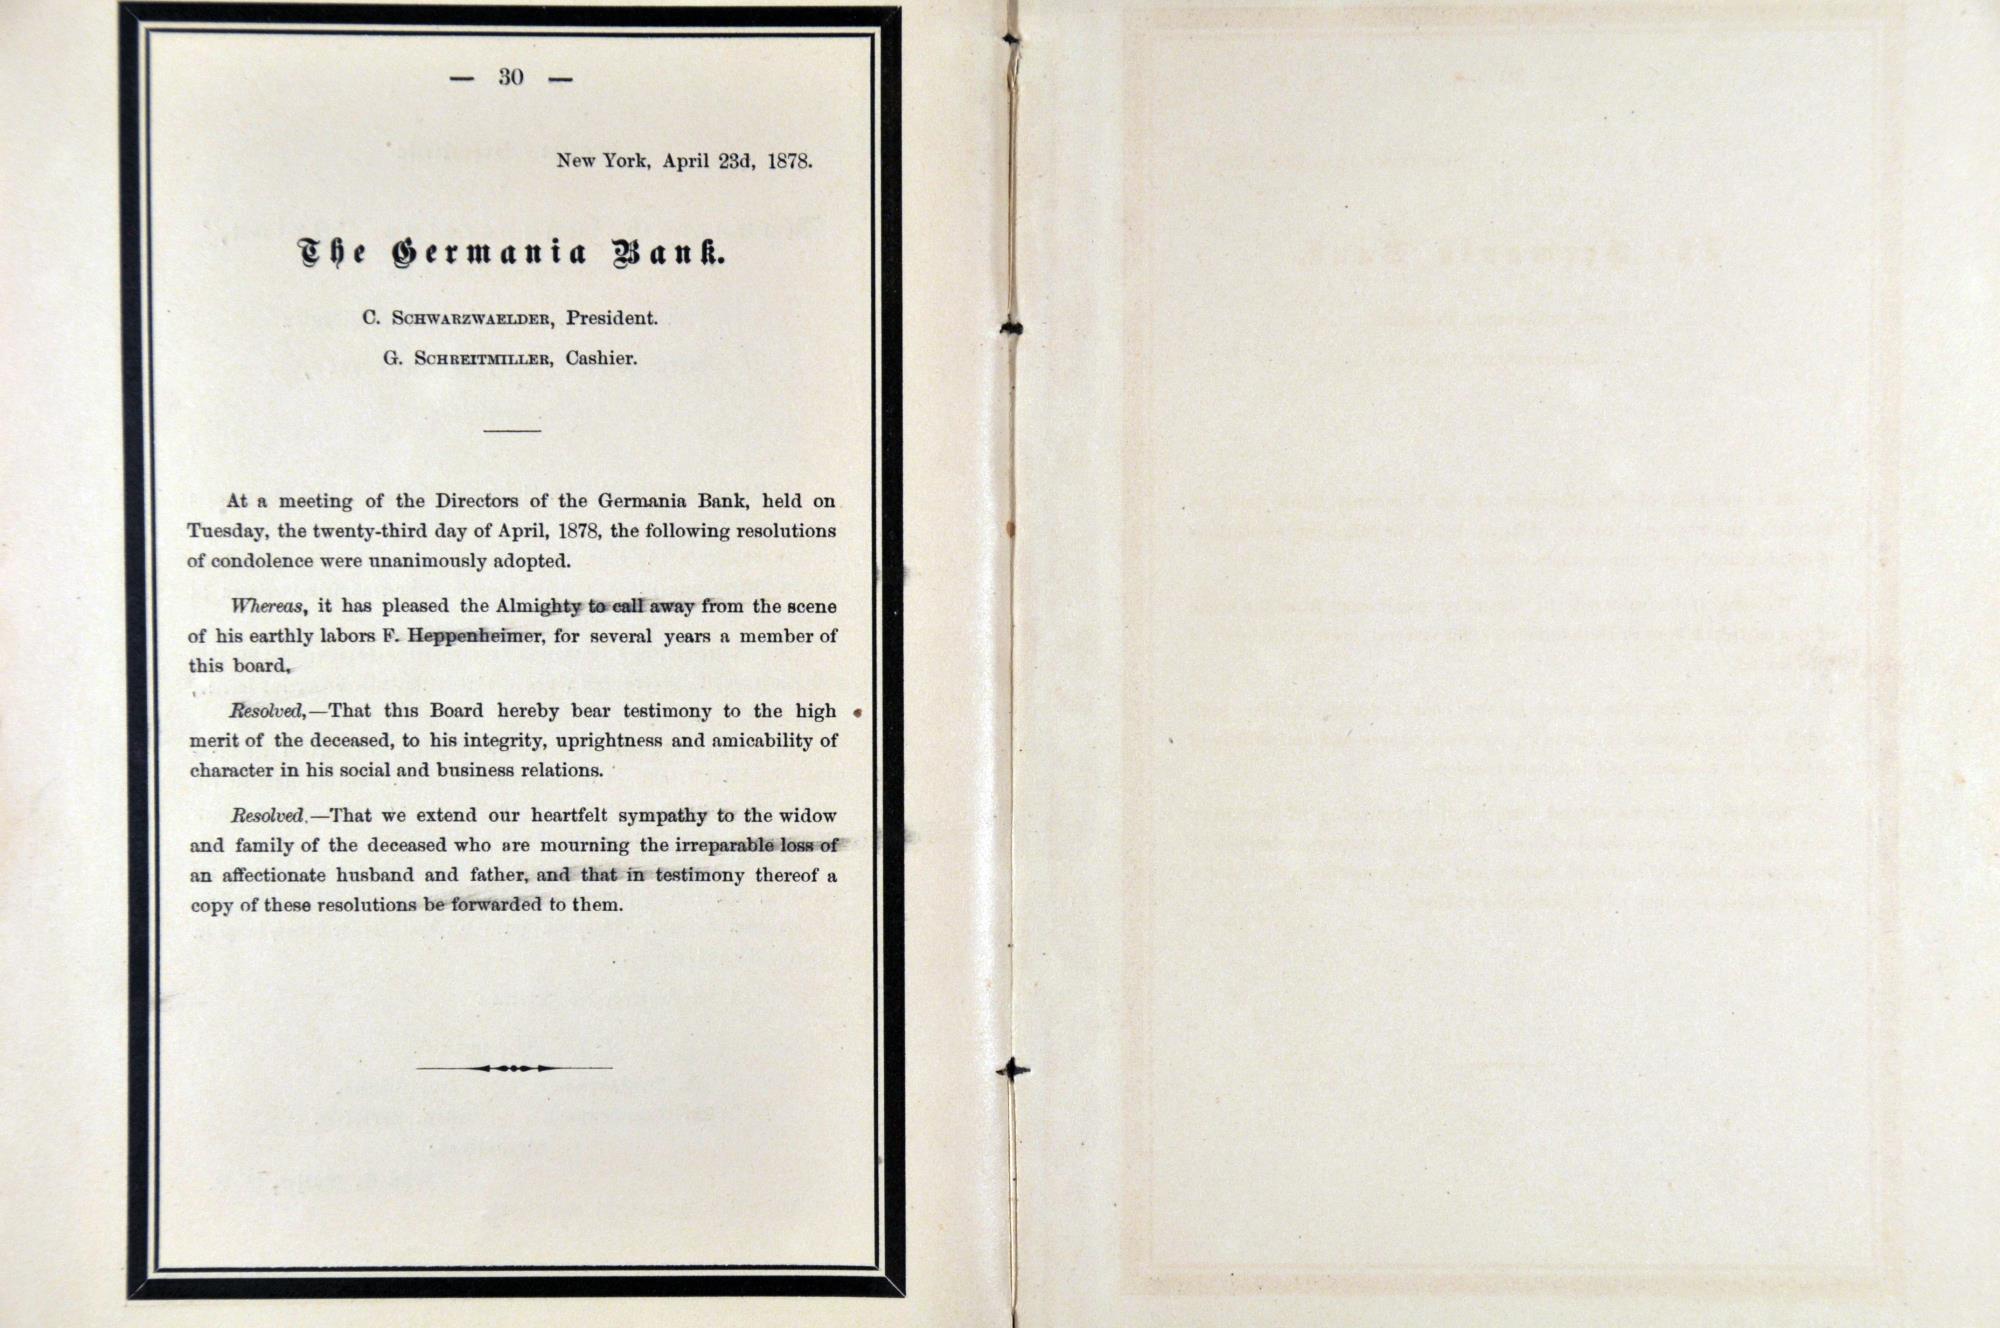 — 30 —
New York, April 23d, 1878.
The Germania Bank.
C. Schwarzwaelder, President.
G. Schreitmiller, Cashier.
At a meeting of the Directors of the Germania Bank, held on
Tuesday, the twenty-third day of April, 1878, the following resolutions
of condolence were unanimously adopted.
Whereas, it has pleased the Almighty to call away from the scene
of his earthly labors F. Heppenheimer, for several years a member of
this board,
Resolved,—That this Board hereby bear testimony to the high
merit of the deceased, to his integrity, uprightness and amicability of
character in his social and business relations.
Resolved.—That we extend our heartfelt sympathy to the widow
and family of the deceased who are mourning the irreparable loss of
an affectionate husband and father, and that in testimony thereof a
copy of these resolutions be forwarded to them.